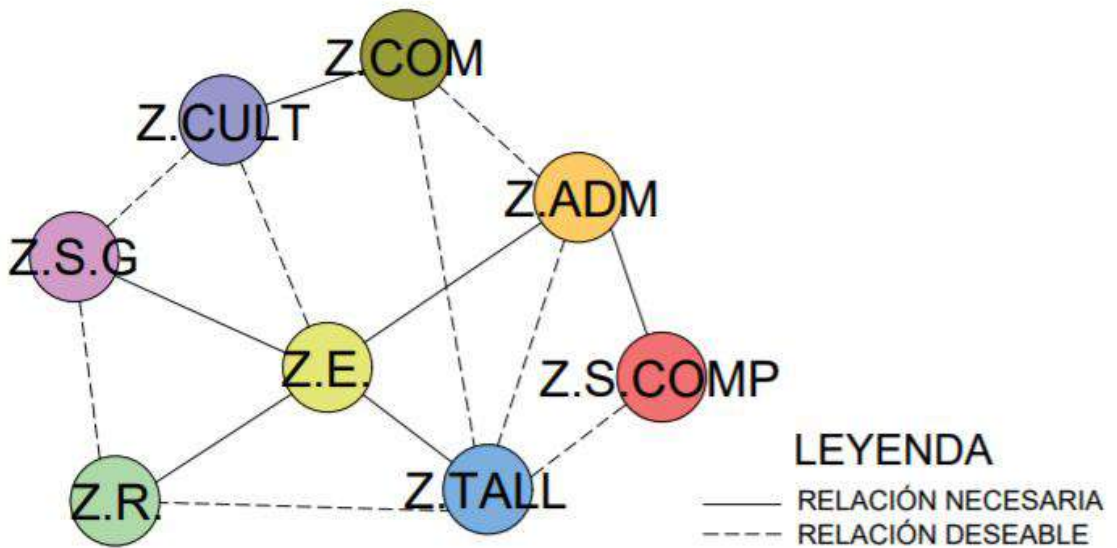 Z.COM
Z.CULT
Z.ADM
Z.S.G
Z.E.
Z.S.COMP
Z.TALL
Z.R.
LEYENDA
RELACIÓN NECESARIA
RELACIÓN DESEABLE